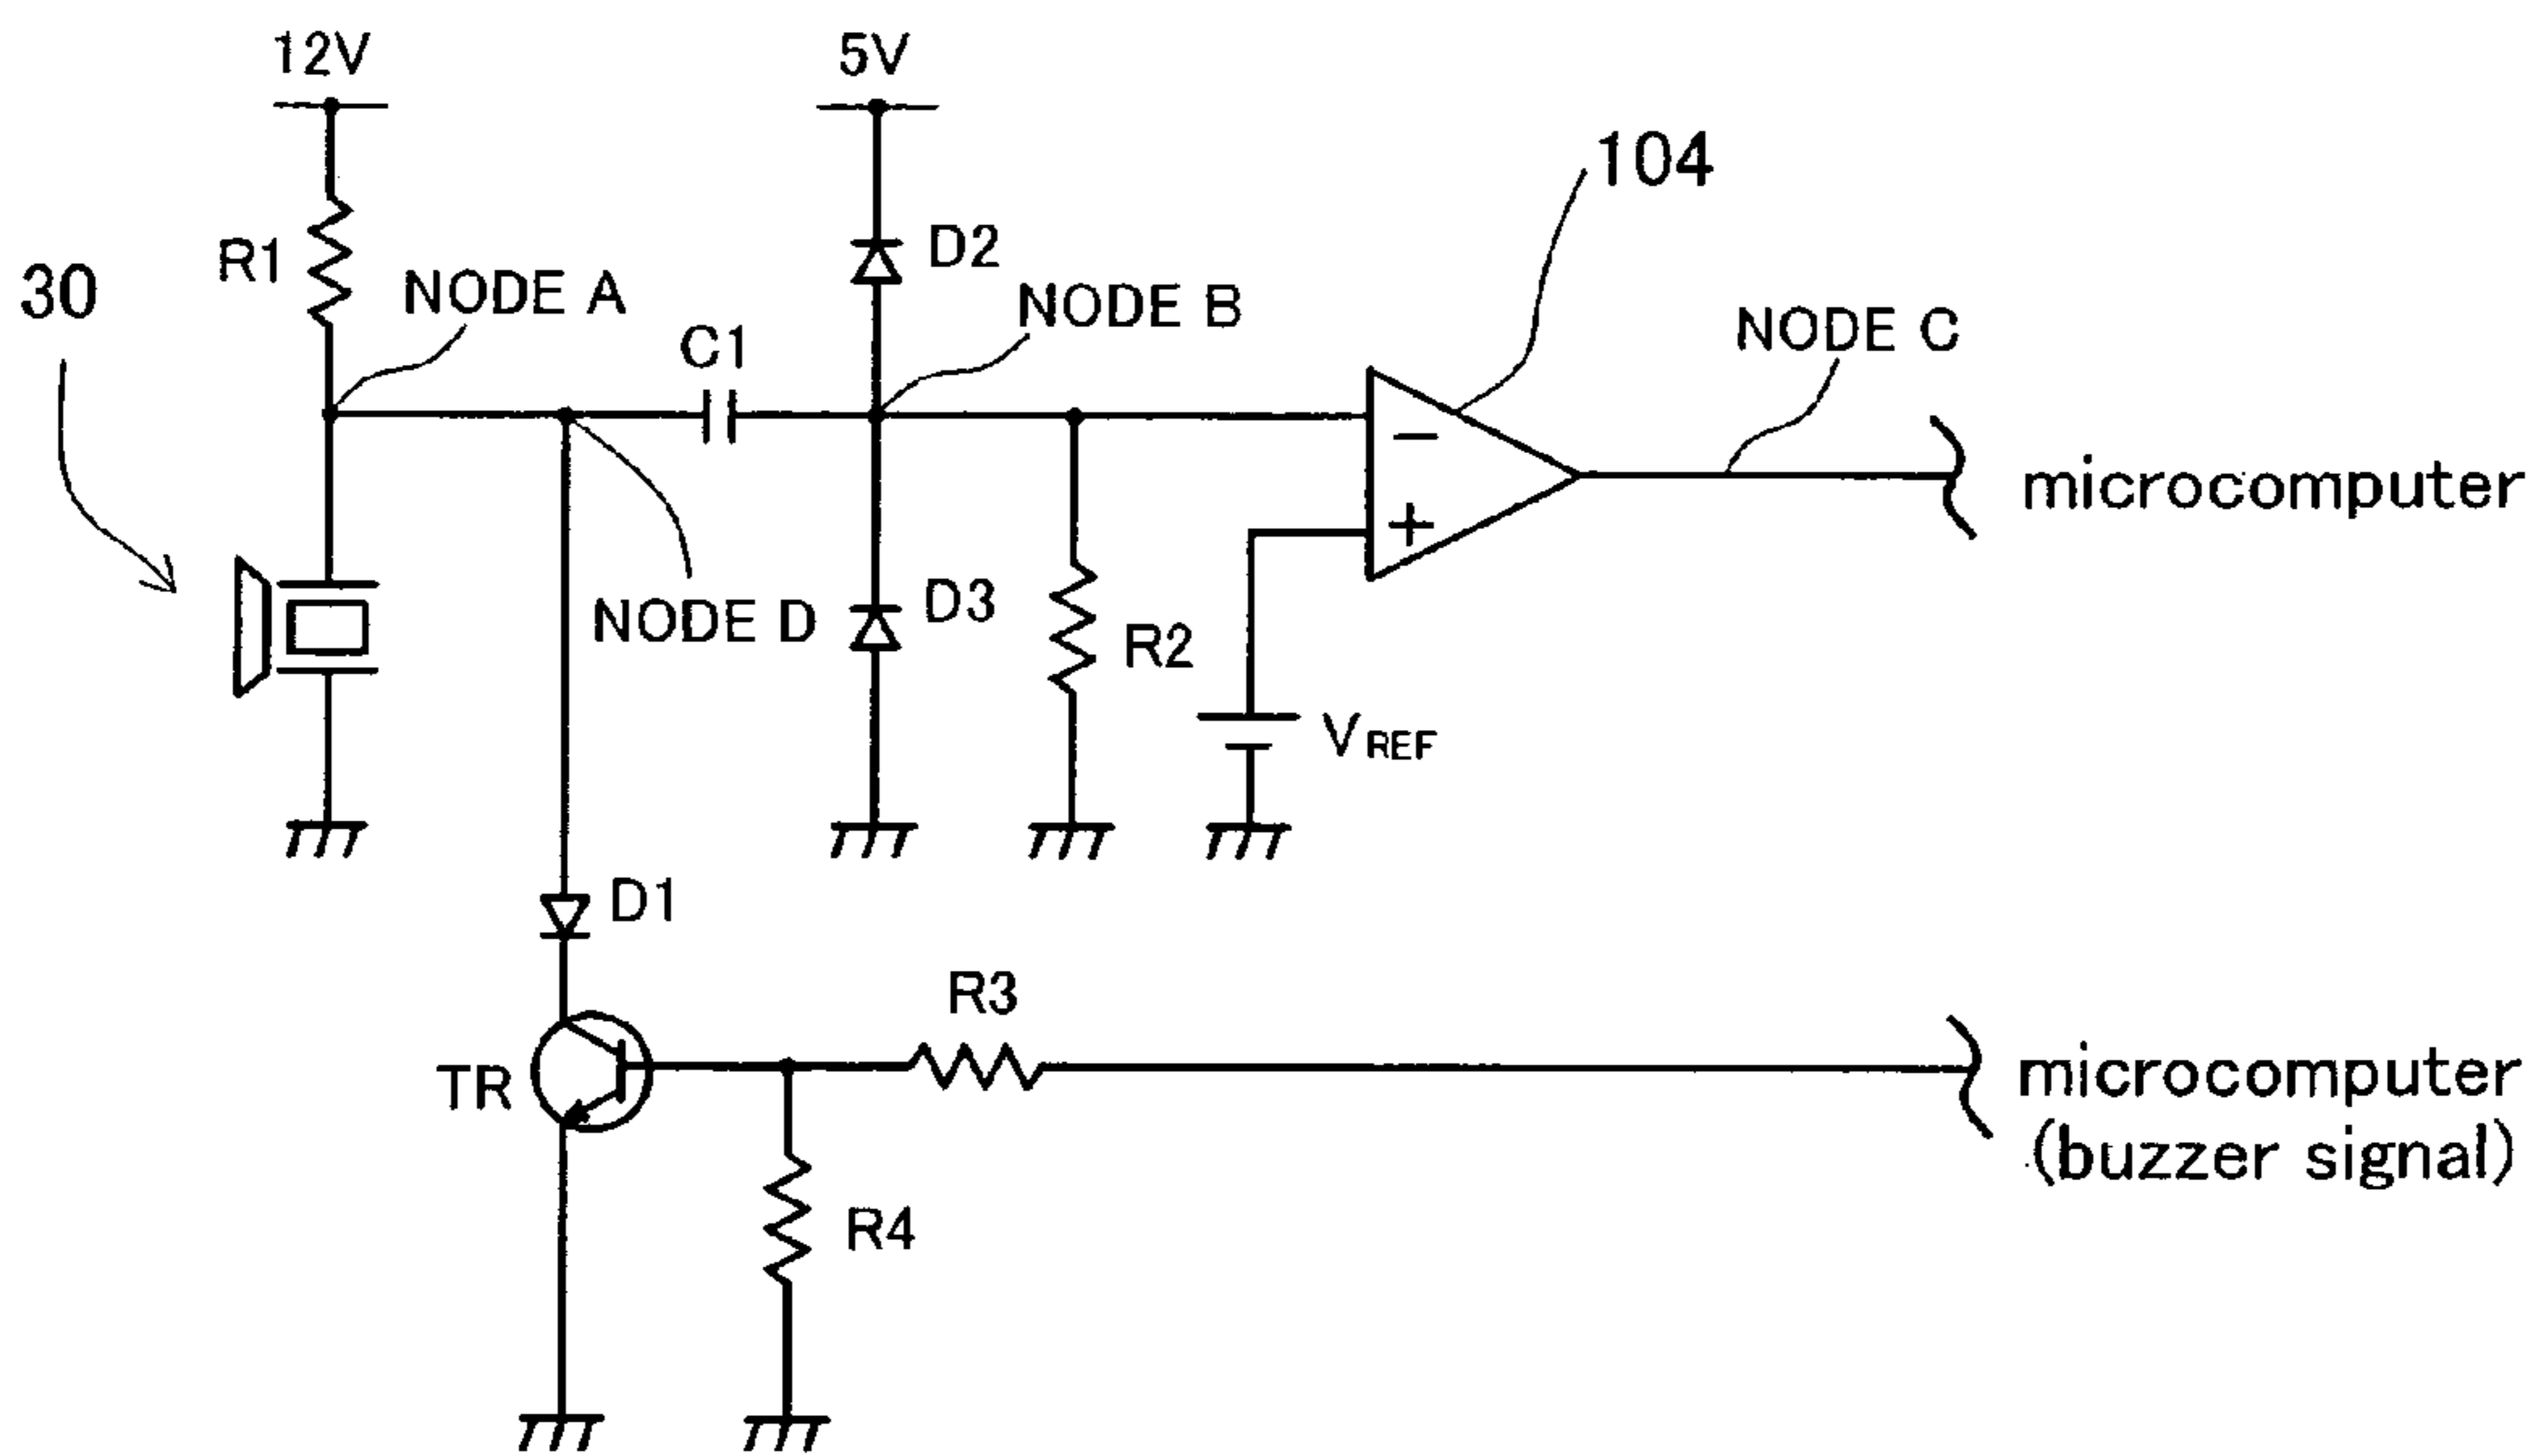 12V
5V
104
R1
D2
30
NODE A
NODE B
C1
NODE C
−
microcomputer
+
D3
NODE D
R2
VREF
D1
R3
TR
microcomputer
(buzzer signal)
R4